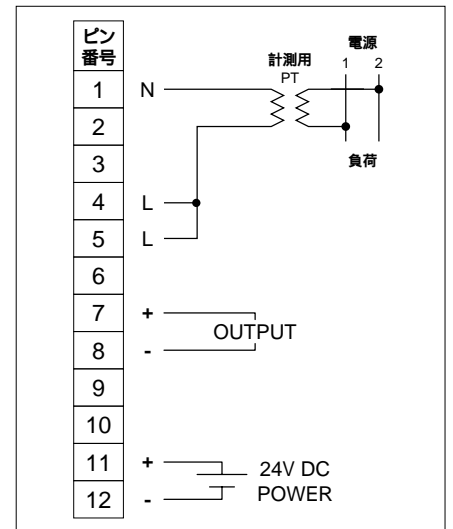 ピン
番号
電源
計測用
1 2
PT
1 N
2
3
負荷
4 L
5 L
6
7 +
OUTPUT
8 -
9
10
11 +
24V DC
12 -
POWER